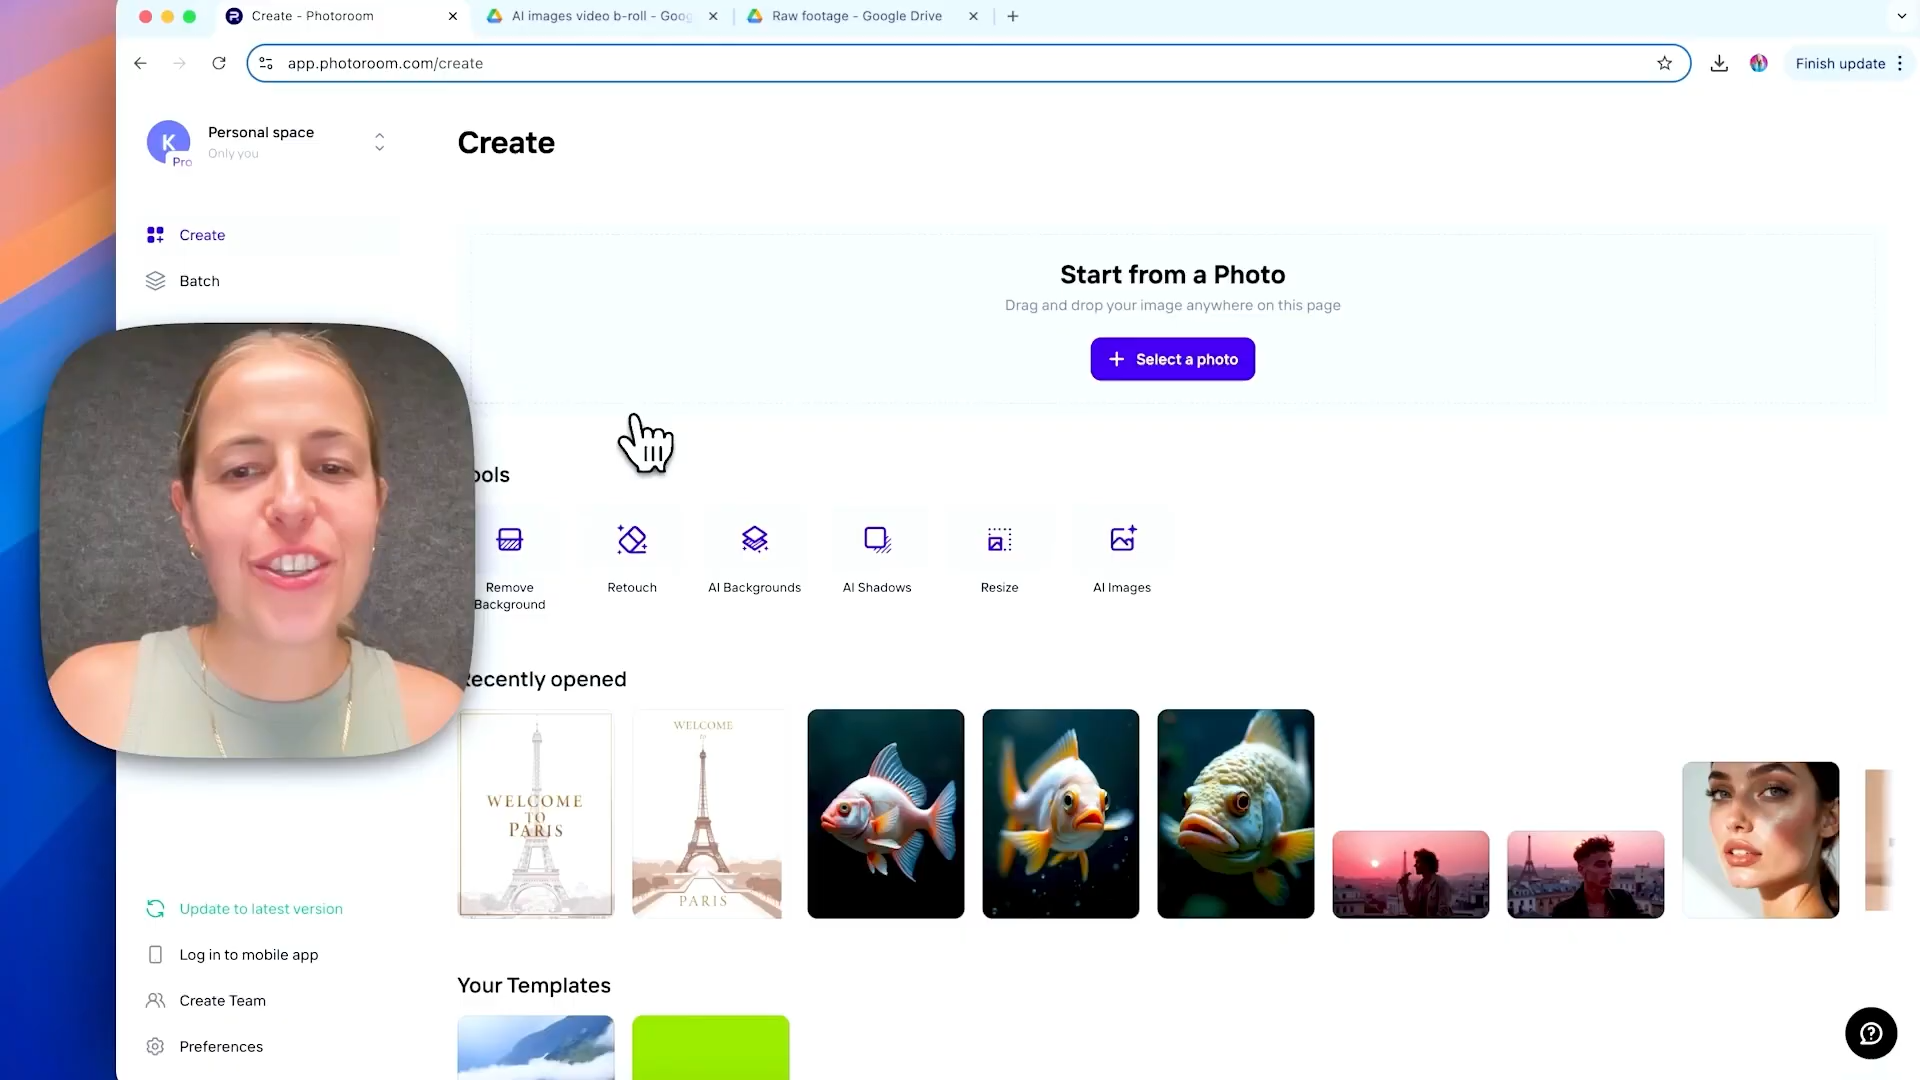 Create - Photoroom
AI images video b-roll - Goo
Raw footage - Google Drive
app.photoroom.com/create
Finish update
K
Pro
Personal space
Only you
Create
Create
Batch
Start from a Photo
Drag and drop your image anywhere on this page
Select a photo
ools
Remove
Background
Retouch
AI Backgrounds
AI Shadows
Resize
AI Images
ecently opened
WELCOME
TO
PARIS
WELCOME
PARIS
Update to latest version
Log in to mobile app
Create Team
Preferences
Your Templates